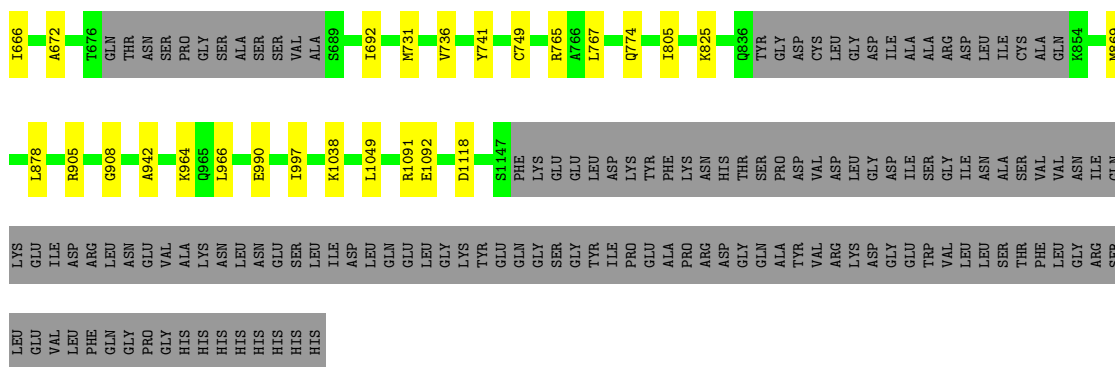 I666 A672 T676 GLN THR ASN SER PRO GLY SER ALA SER SER VAL ALA S689 I692 M731 V736 Y741 C749 R765 A766 L767 Q774 I805 K825 Q836 TYR GLY ASP CYS LEU GLY ASP ILE ALA ALA ARG ASP LEU ILE CYS ALA GLN K854 M869
L878 R905 G908 A942 K964 Q965 L966 E990 I997 K1038 L1049 R1091 E1092 D1118 S1147 PHE LYS GLU GLU LEU ASP LYS TYR PHE LYS ASN HIS THR SER PRO ASP VAL ASP LEU GLY ASP ILE SER GLY ILE ASN ALA SER VAL VAL ASN ILE GLN
LYS GLU ILE ASP ARG LEU ASN GLU VAL ALA LYS ASN LEU ASN GLU SER LEU ILE ASP LEU GLN GLU LEU GLY LYS TYR GLU GLN GLY SER GLY TYR ILE PRO GLU ALA PRO ARG ASP GLY GLN ALA TYR VAL ARG LYS ASP GLY GLU TRP VAL LEU LEU SER THR PHE LEU GLY ARG SER
LEU GLU VAL LEU PHE GLN GLY PRO GLY HIS HIS HIS HIS HIS HIS HIS HIS